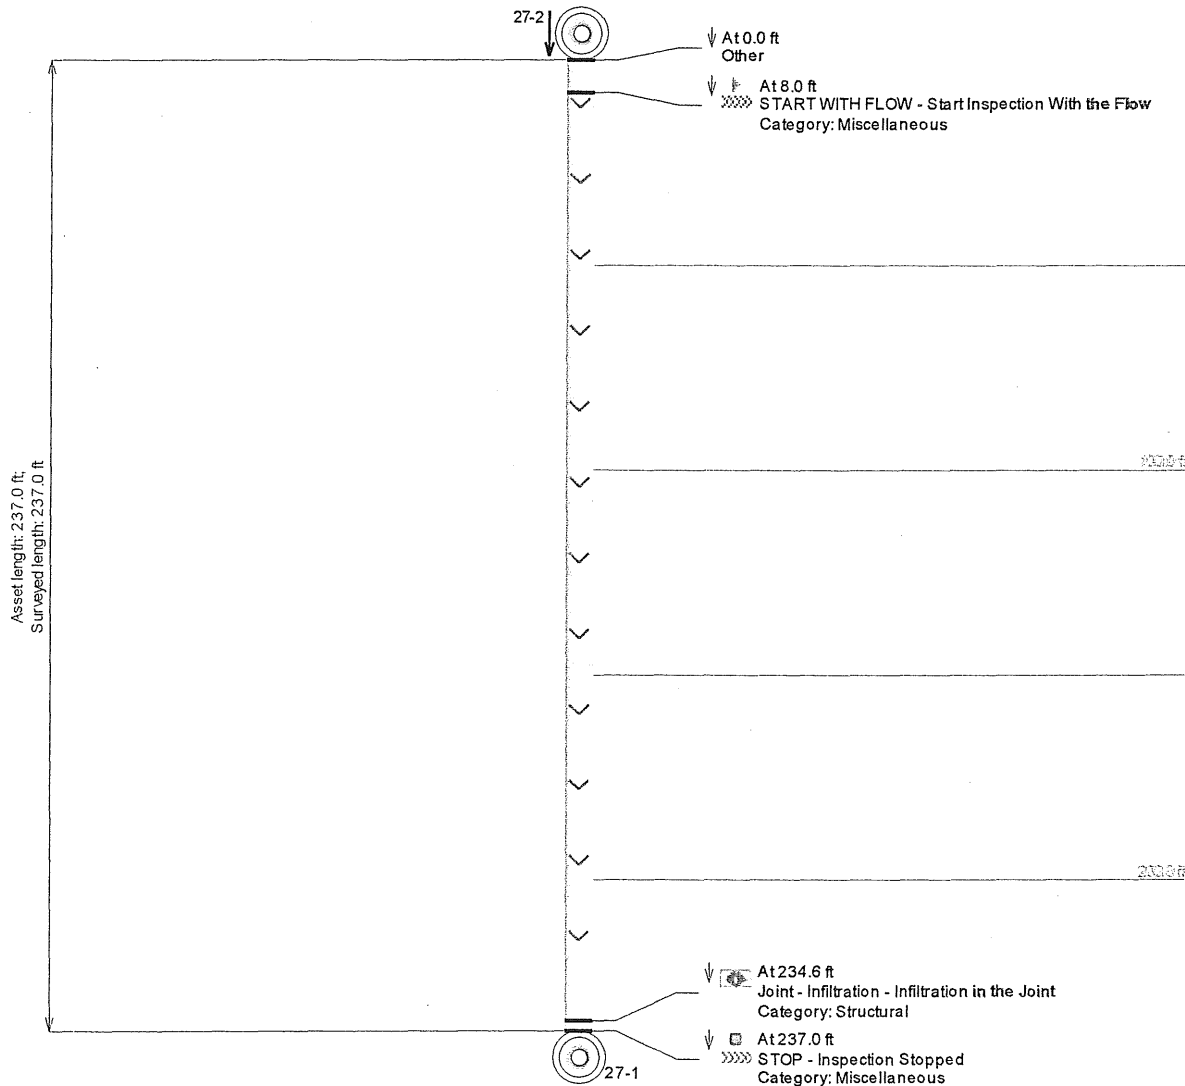 27-2
At 0.0 ft
Other
At 8.0 ft
START WITH FLOW - Start Inspection With the Flow
Category: Miscellaneous
Asset length: 237.0 ft;
Surveyed length: 237.0 ft
At 234.6 ft
Joint - Infiltration - Infiltration in the Joint
Category: Structural
At 237.0 ft
STOP - Inspection Stopped
Category: Miscellaneous
27-1